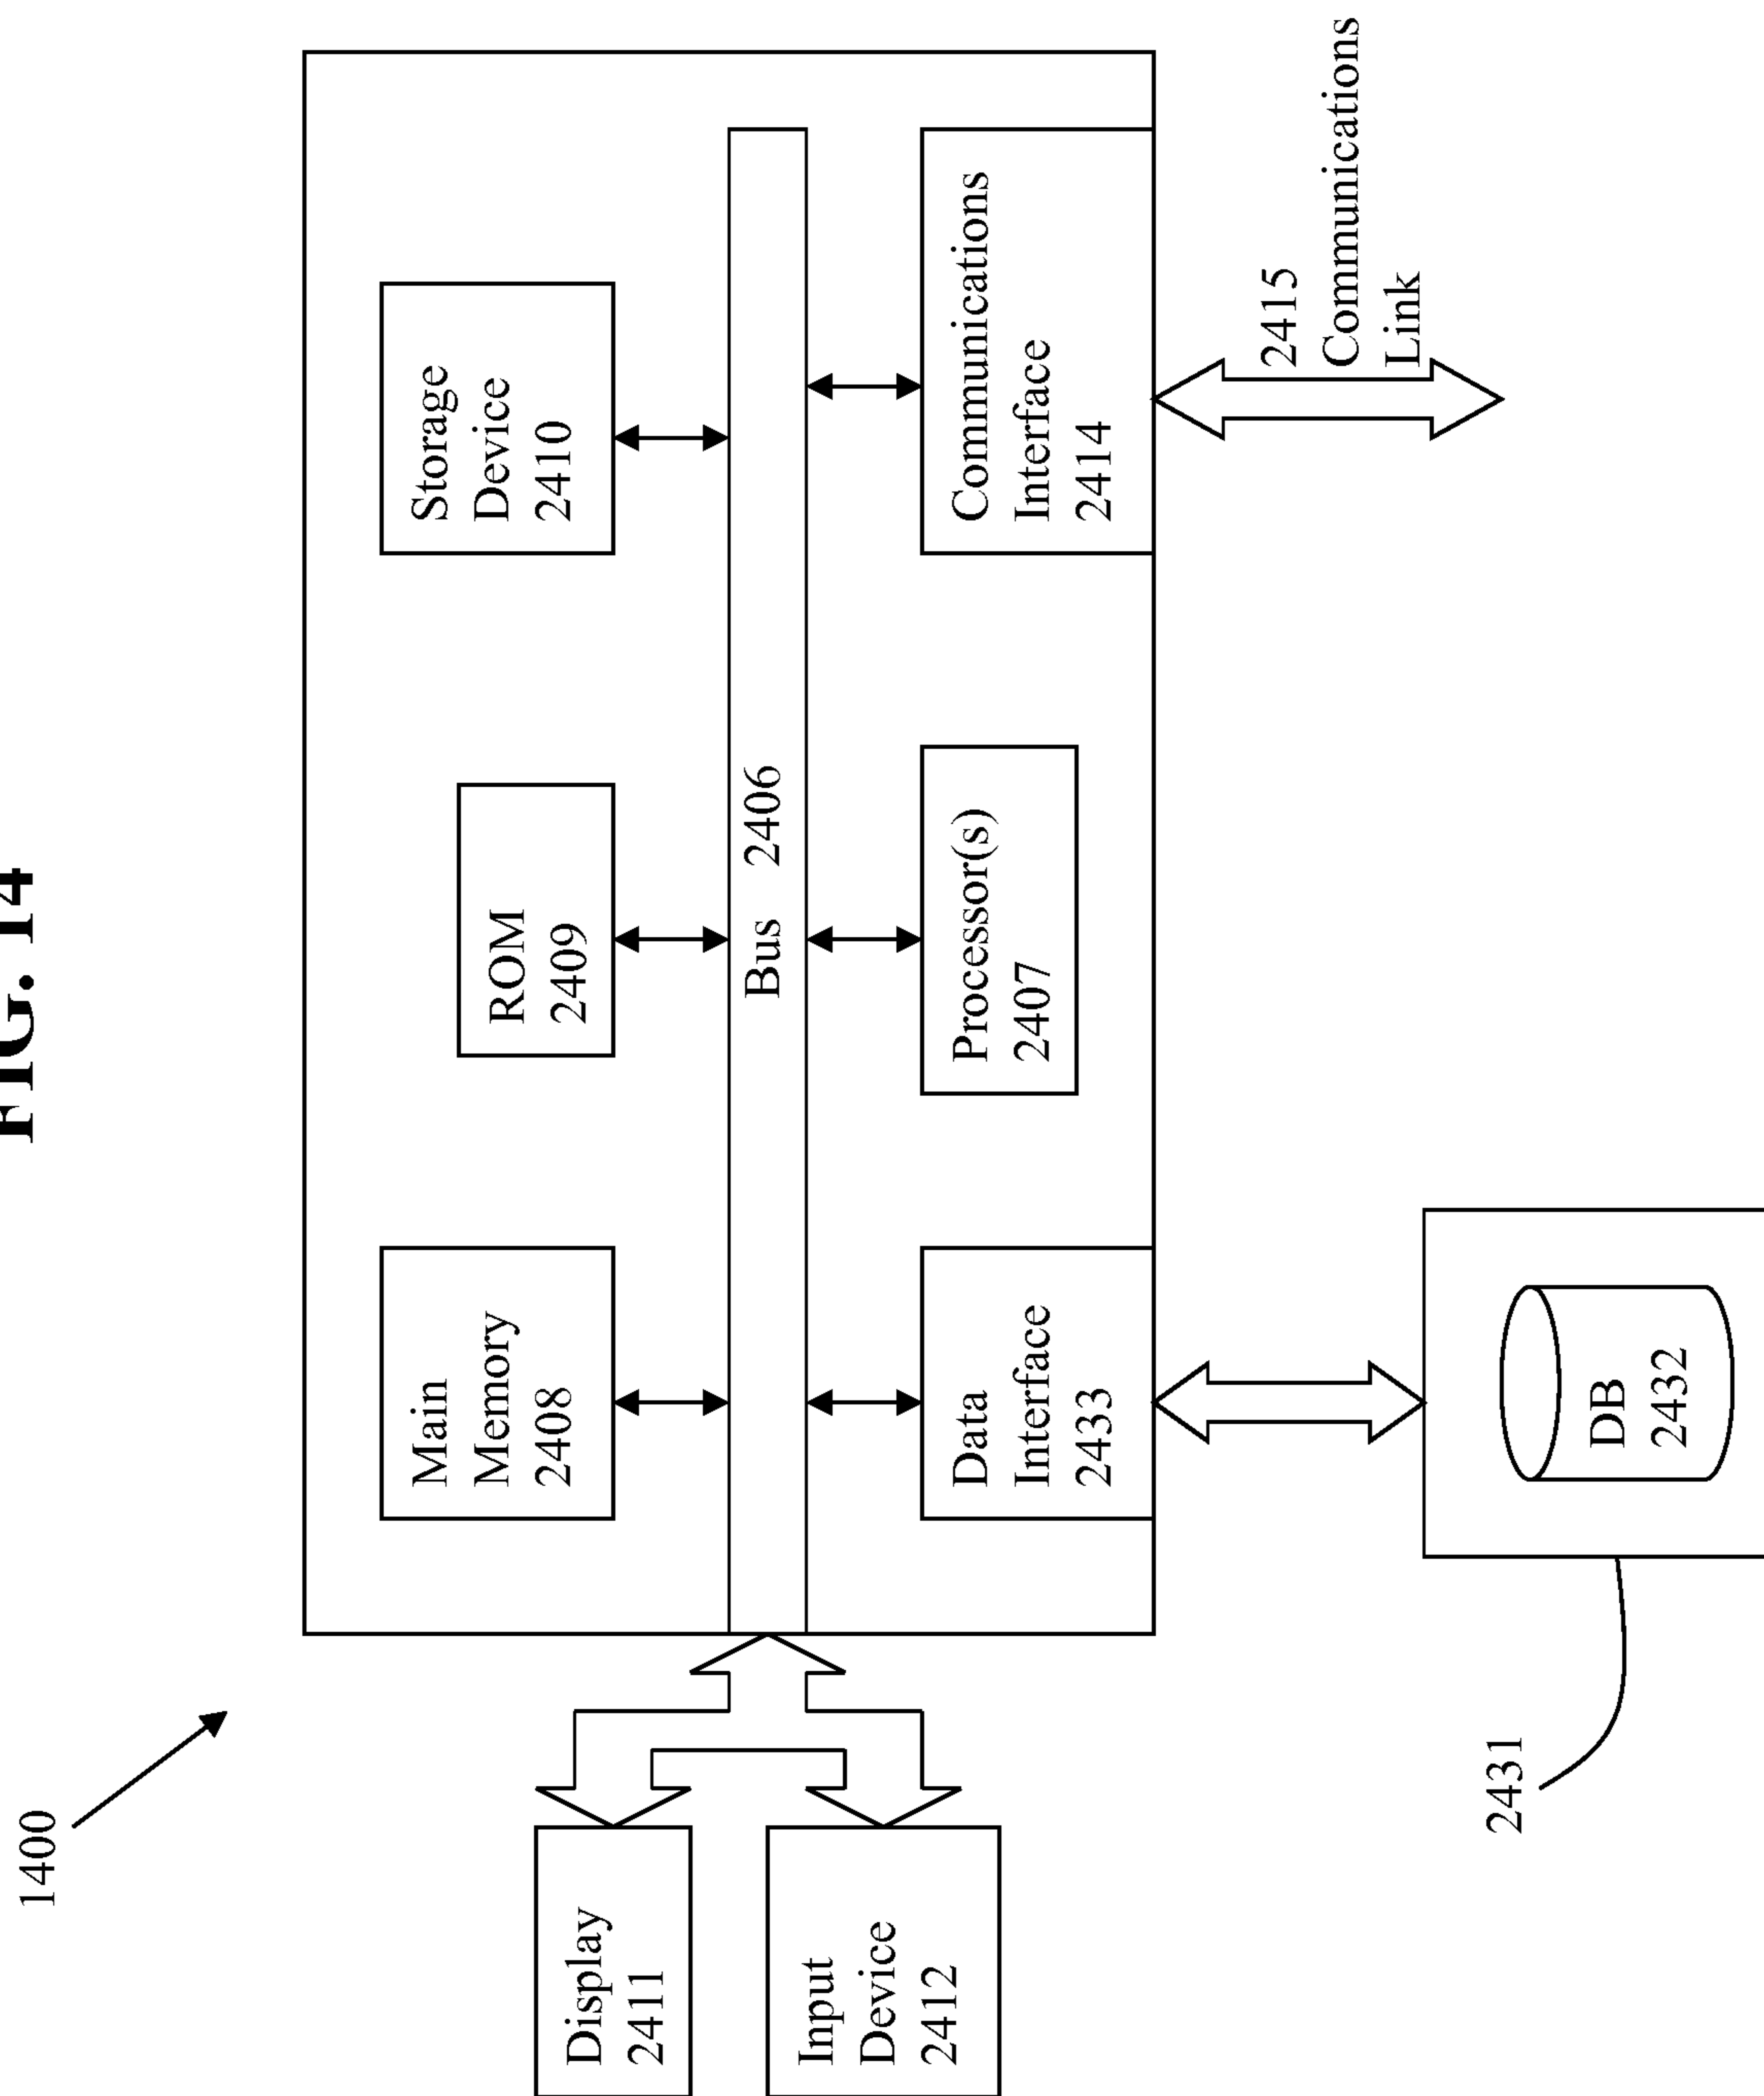 FIG. 14
1400
Main
Memory
2408
ROM
2409
Storage
Device
2410
Display
2411
Bus 2406
Input
Device
2412
Data
Interface
2433
Processor(s)
2407
Communications
Interface
2414
2415
Communications
Link
2431
DB
2432